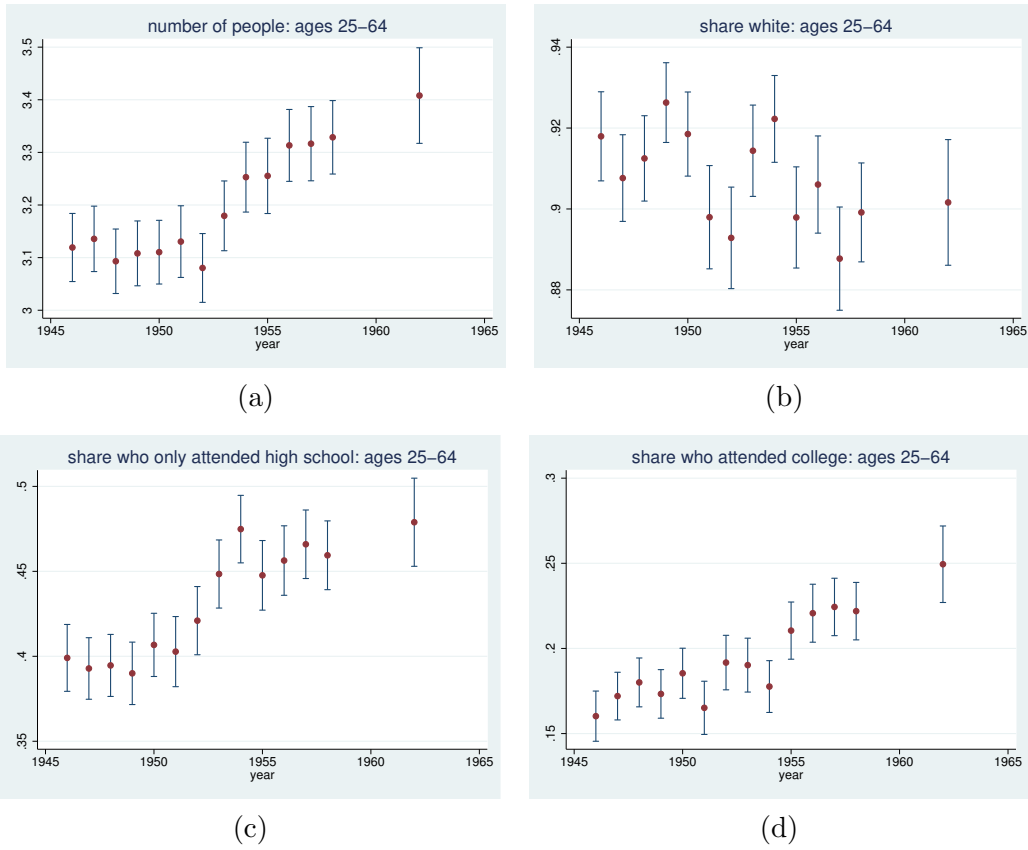 number of people: ages 25−64
3.5
3.4
3.3
3.2
3.1
3
1945 1950 1955 1960 1965
year
(a)
share white: ages 25−64
.94
.92
.9
.88
1945 1950 1955 1960 1965
year
(b)
share who only attended high school: ages 25−64
.5
.45
.4
.35
1945 1950 1955 1960 1965
year
(c)
share who attended college: ages 25−64
.3
.25
.2
.15
1945 1950 1955 1960 1965
year
(d)